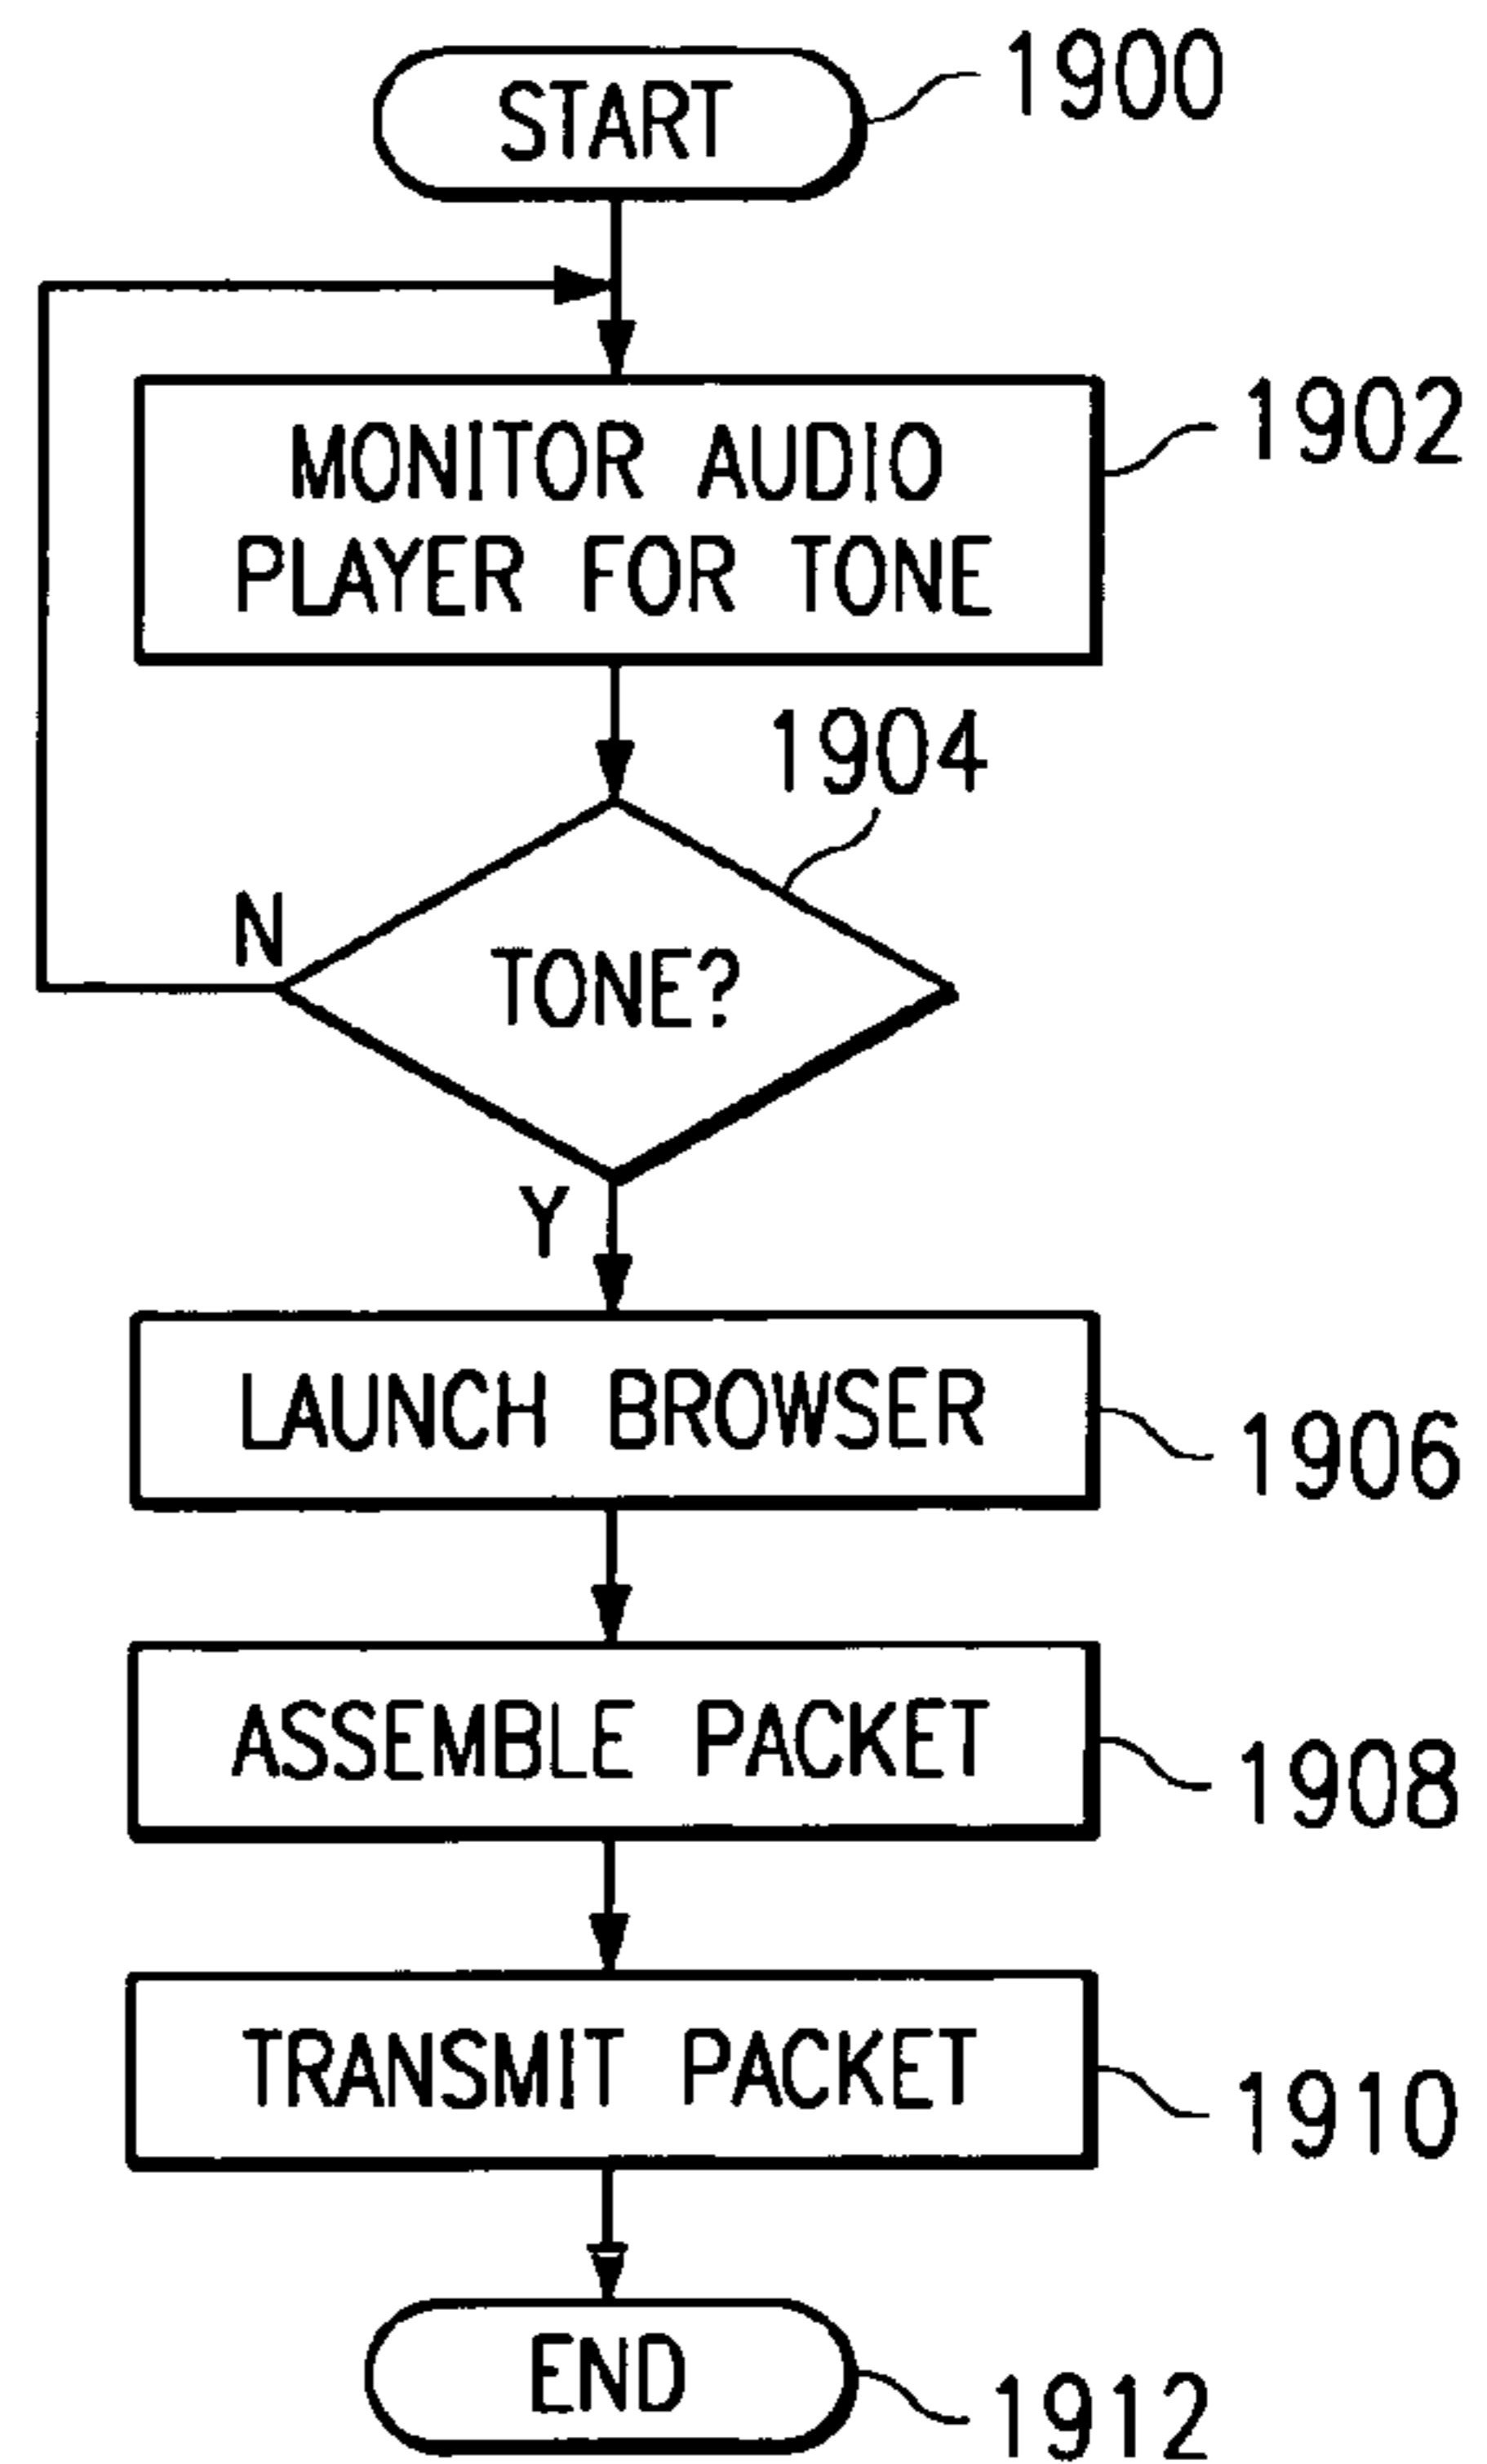 START
1900
MONITOR AUDIO
PLAYER FOR TONE
1902
1904
N
TONE?
Y
LAUNCH BROWSER
1906
ASSEMBLE PACKET
1908
TRANSMIT PACKET
1910
END
1912